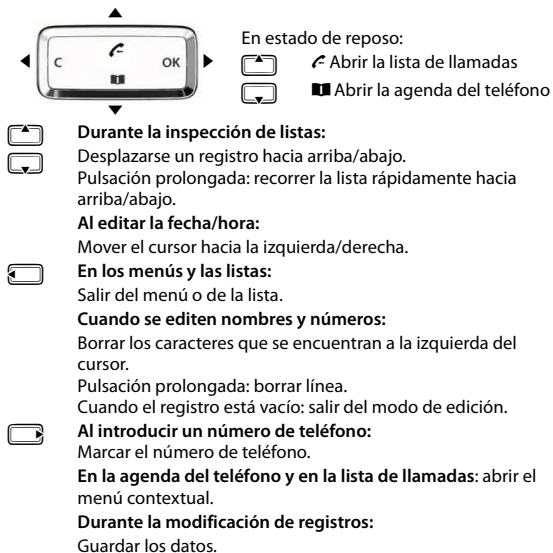 En estado de reposo:
C
OK
Abrir la lista de llamadas
Abrir la agenda del teléfono
Durante la inspección de listas:
Desplazarse un registro hacia arriba/abajo.
Pulsación prolongada: recorrer la lista rápidamente hacia
arriba/abajo.
Al editar la fecha/hora:
Mover el cursor hacia la izquierda/derecha.
En los menús y las listas:
Salir del menú o de la lista.
Cuando se editen nombres y números:
Borrar los caracteres que se encuentran a la izquierda del
cursor.
Pulsación prolongada: borrar línea.
Cuando el registro está vacío: salir del modo de edición.
Al introducir un número de teléfono:
Marcar el número de teléfono.
En la agenda del teléfono y en la lista de llamadas: abrir el
menú contextual.
Durante la modificación de registros:
Guardar los datos.